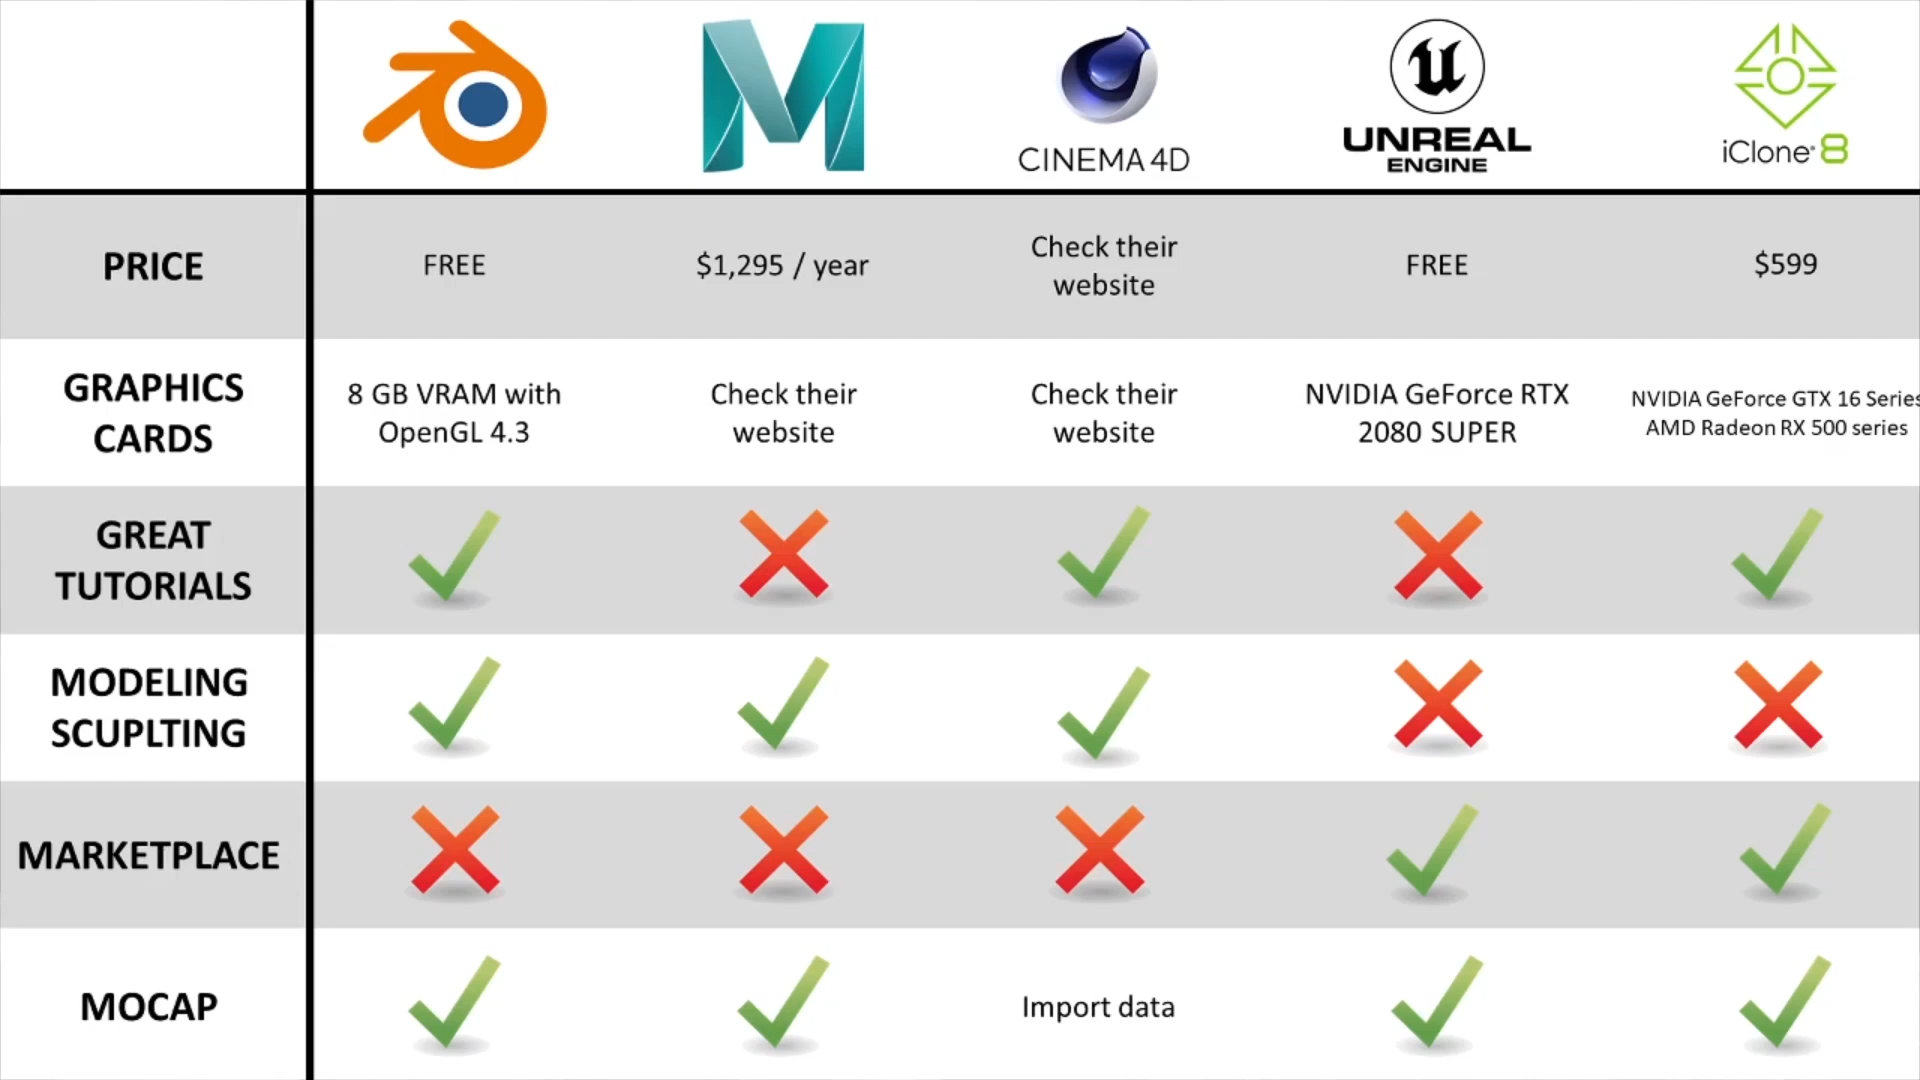 CINEMA 4D
UNREAL
ENGINE
iClone 8
PRICE
FREE
$1,295 / year
Check their
website
FREE
$599
GRAPHICS
CARDS
8 GB VRAM with
OpenGL 4.3
Check their
website
Check their
website
NVIDIA GeForce RTX
2080 SUPER
NVIDIA GeForce GTX 16 Series
AMD Radeon RX 500 series
GREAT
TUTORIALS
MODELING
SCUPLTING
MARKETPLACE
MOCAP
Import data